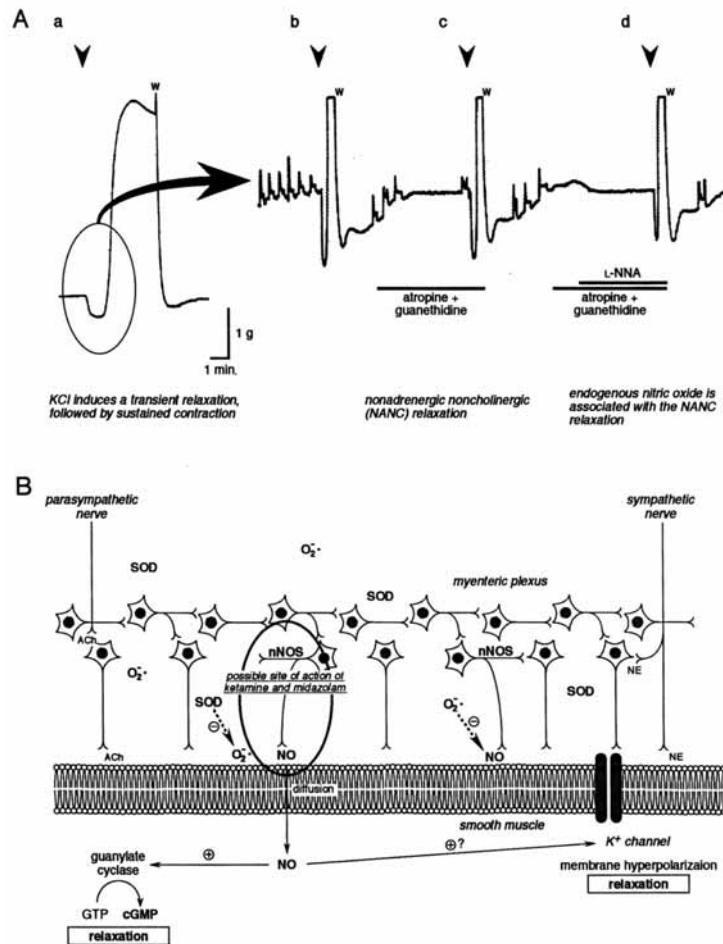 A
a b c d
w w w w
1 g
1 min.
L-NNA
atropine + guanethidine
atropine + guanethidine
KCl induces a transient relaxation,
followed by sustained contraction
nonadrenergic noncholinergic
(NANC) relaxation
endogenous nitric oxide is
associated with the NANC
relaxation
B
parasympathetic
nerve
sympathetic
nerve
O2-·
SOD
SOD
myenteric plexus
ACh
nNOS
nNOS
NE
O2-·
possible site of action of
ketamine and midazolam
SOD
SOD
O2-·
⊖
⊖
O2-·
NO
NO
ACh
NE
diffusion
smooth muscle
K+ channel
⊕
⊕?
guanylate
cyclase
NO
membrane hyperpolarizaion
relaxation
GTP cGMP
relaxation